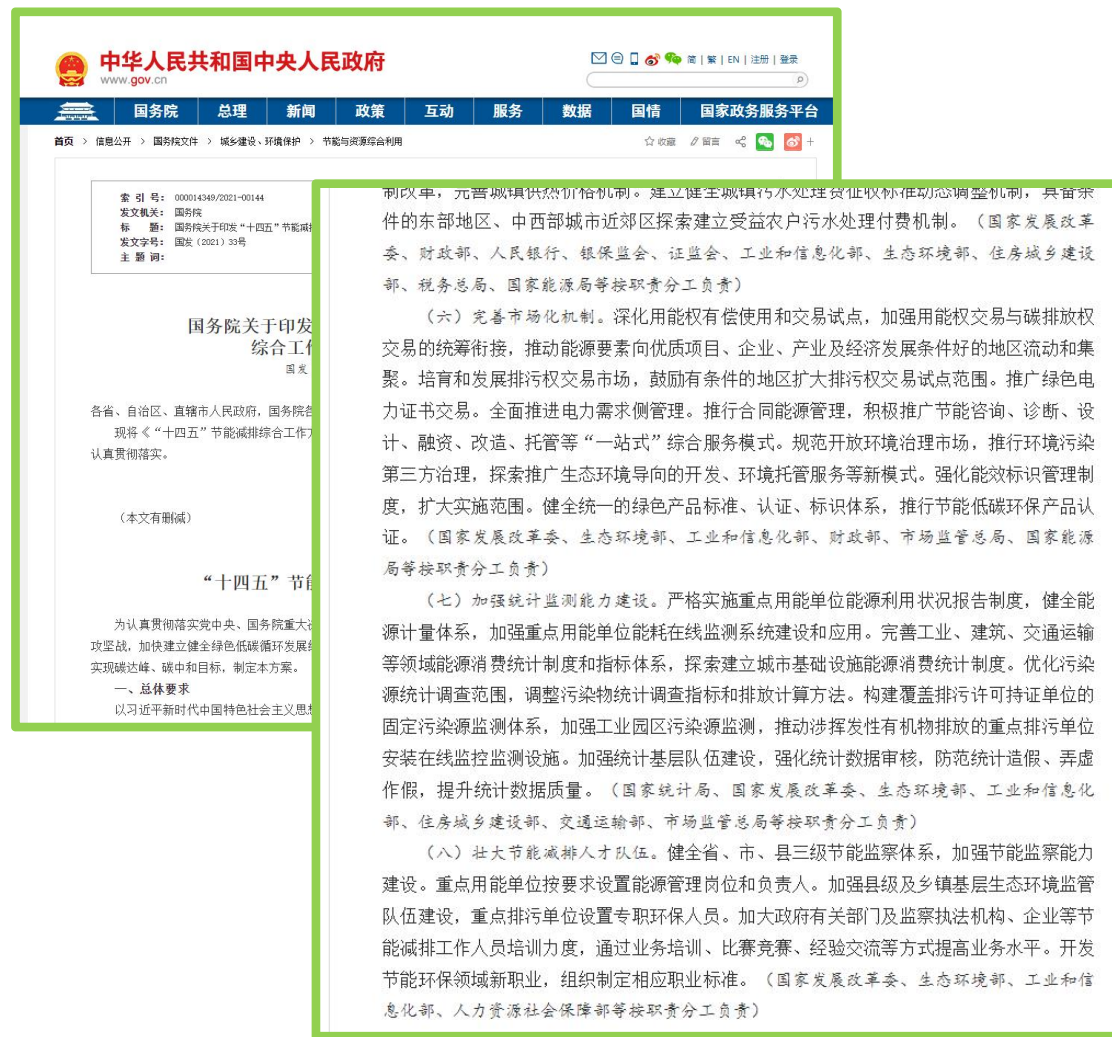 中华人民共和国中央人民政府
www.gov.cn
简 | 繁 | EN | 注册 | 登录
国务院 总理 新闻 政策 互动 服务 数据 国情 国家政务服务平台
首页 > 信息公开 > 国务院文件 > 城乡建设、环境保护 > 节能与资源综合利用
收藏 留言
索 引 号: 000014349/2021-00144
发文机关: 国务院
标 题: 国务院关于印发“十四五”节能减排
发文字号: 国发〔2021〕33号
主 题 词:
国务院关于印发
综合工作
国发
各省、自治区、直辖市人民政府，国务院各
现将《“十四五”节能减排综合工作方
认真贯彻落实。
（本文有删减）
“十四五”节能
为认真贯彻落实党中央、国务院重大
攻坚战，加快建立健全绿色低碳循环发展经
实现碳达峰、碳中和目标，制定本方案。
一、总体要求
以习近平新时代中国特色社会主义思想
制改革，完善城镇供热价格机制。建立健全城镇污水处理费征收标准动态调整机制，具备条
件的东部地区、中西部城市近郊区探索建立受益农户污水处理付费机制。（国家发展改革
委、财政部、人民银行、银保监会、证监会、工业和信息化部、生态环境部、住房城乡建设
部、税务总局、国家能源局等按职责分工负责）
（六）完善市场化机制。深化用能权有偿使用和交易试点，加强用能权交易与碳排放权
交易的统筹衔接，推动能源要素向优质项目、企业、产业及经济发展条件好的地区流动和集
聚。培育和发展排污权交易市场，鼓励有条件的地区扩大排污权交易试点范围。推广绿色电
力证书交易。全面推进电力需求侧管理。推行合同能源管理，积极推广节能咨询、诊断、设
计、融资、改造、托管等“一站式”综合服务模式。规范开放环境治理市场，推行环境污染
第三方治理，探索推广生态环境导向的开发、环境托管服务等新模式。强化能效标识管理制
度，扩大实施范围。健全统一的绿色产品标准、认证、标识体系，推行节能低碳环保产品认
证。（国家发展改革委、生态环境部、工业和信息化部、财政部、市场监管总局、国家能源
局等按职责分工负责）
（七）加强统计监测能力建设。严格实施重点用能单位能源利用状况报告制度，健全能
源计量体系，加强重点用能单位能耗在线监测系统建设和应用。完善工业、建筑、交通运输
等领域能源消费统计制度和指标体系，探索建立城市基础设施能源消费统计制度。优化污染
源统计调查范围，调整污染物统计调查指标和排放计算方法。构建覆盖排污许可持证单位的
固定污染源监测体系，加强工业园区污染源监测，推动涉挥发性有机物排放的重点排污单位
安装在线监控监测设施。加强统计基层队伍建设，强化统计数据审核，防范统计造假、弄虚
作假，提升统计数据质量。（国家统计局、国家发展改革委、生态环境部、工业和信息化
部、住房城乡建设部、交通运输部、市场监管总局等按职责分工负责）
（八）壮大节能减排人才队伍。健全省、市、县三级节能监察体系，加强节能监察能力
建设。重点用能单位按要求设置能源管理岗位和负责人。加强县级及乡镇基层生态环境监管
队伍建设，重点排污单位设置专职环保人员。加大政府有关部门及监察执法机构、企业等节
能减排工作人员培训力度，通过业务培训、比赛竞赛、经验交流等方式提高业务水平。开发
节能环保领域新职业，组织制定相应职业标准。（国家发展改革委、生态环境部、工业和信
息化部、人力资源社会保障部等按职责分工负责）